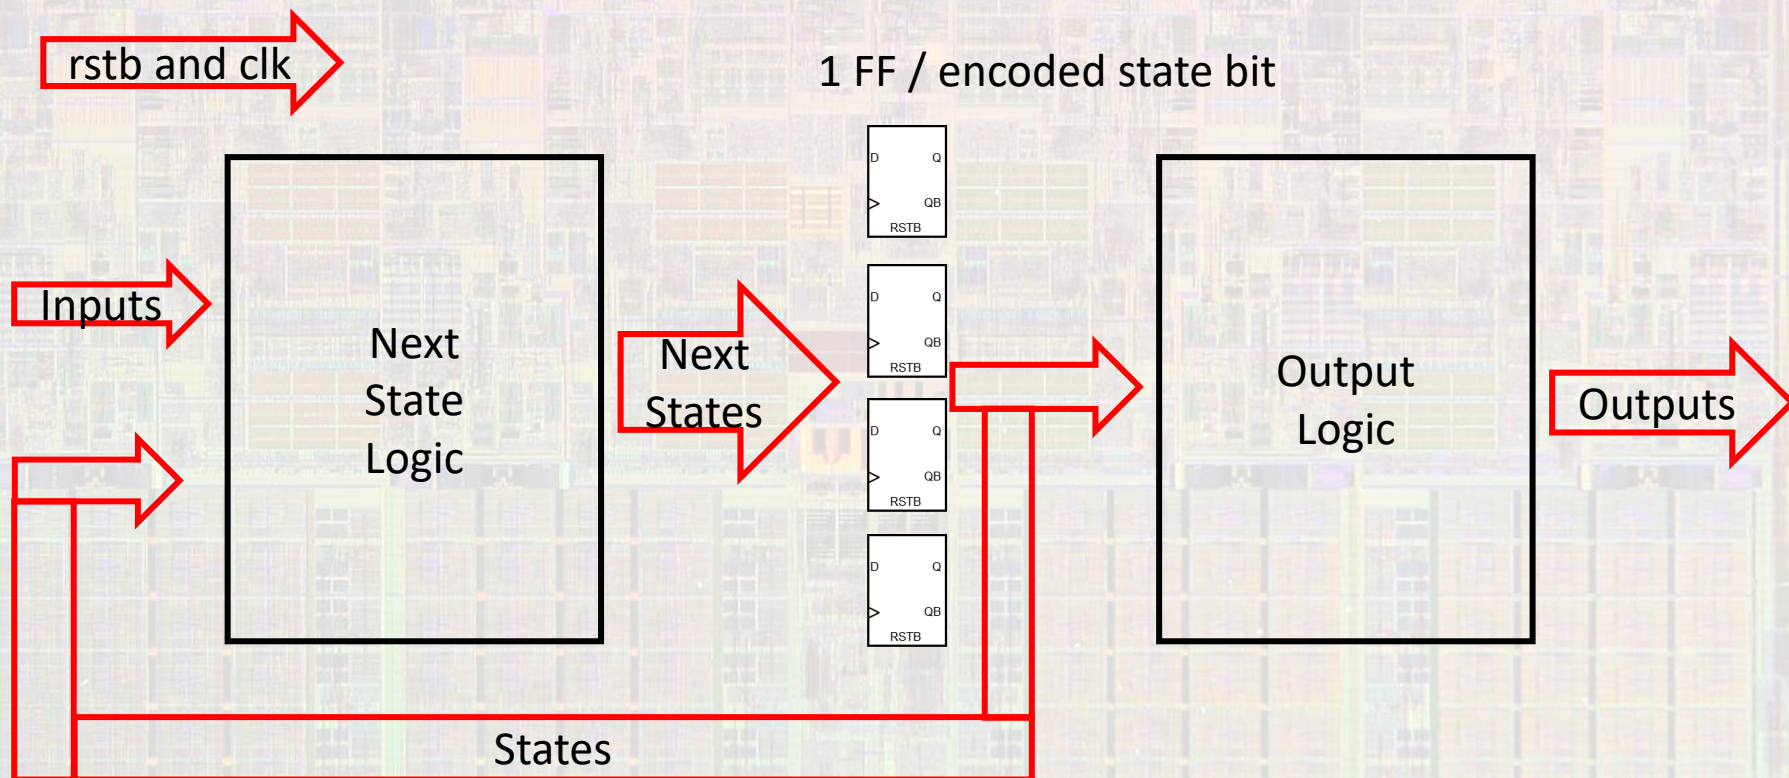 rstb and clk
1 FF / encoded state bit
D Q
QB
RSTB
D Q
QB
RSTB
D Q
QB
RSTB
D Q
QB
RSTB
Inputs
Next
State
Logic
Next
States
Output
Logic
Outputs
States